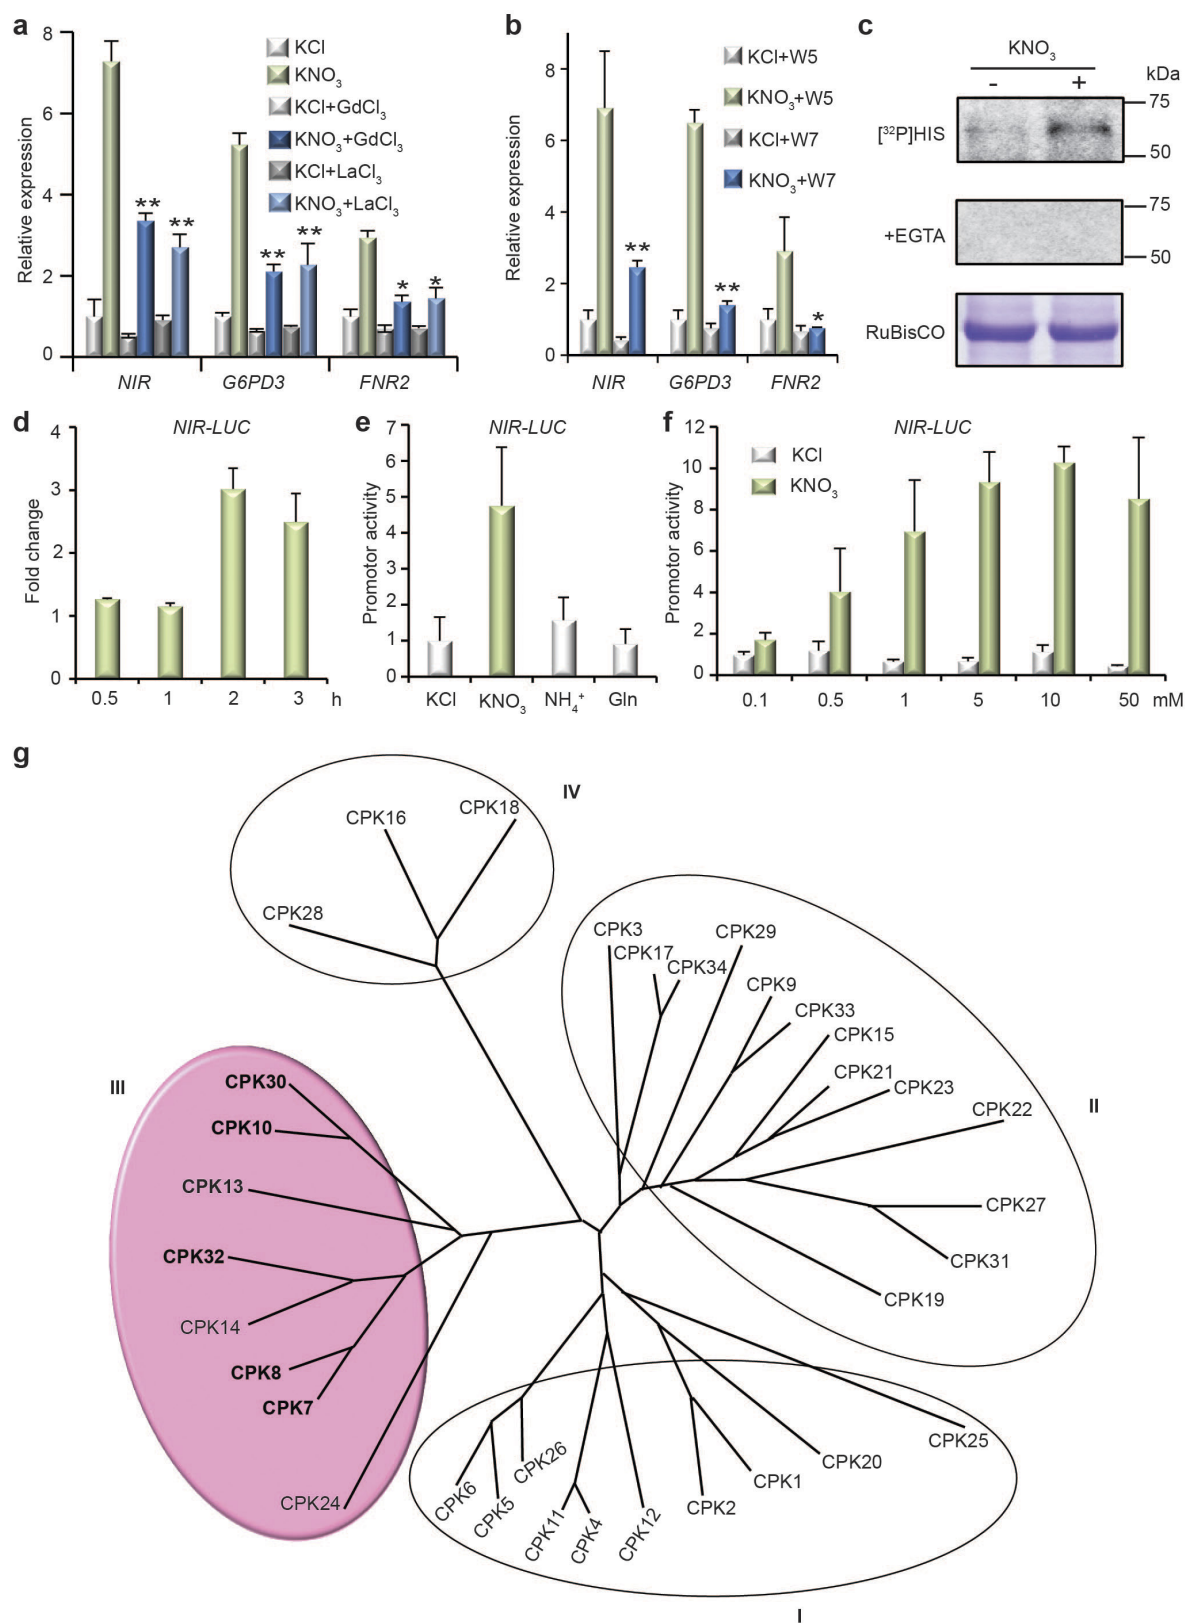 a
8
6
4
2
0
Relative expression
KCl
KNO3
KCl+GdCl3
KNO3+GdCl3
KCl+LaCl3
KNO3+LaCl3
**
**
**
**
*
*
NIR
G6PD3
FNR2
b
8
6
4
2
0
Relative expression
KCl+W5
KNO3+W5
KCl+W7
KNO3+W7
**
**
*
NIR
G6PD3
FNR2
c
KNO3
- +
kDa
75
[32P]HIS
50
75
+EGTA
50
RuBisCO
d
NIR-LUC
4
3
2
1
0
Fold change
0.5 1 2 3 h
e
NIR-LUC
7
6
5
4
3
2
1
0
Promotor activity
KCl KNO3 NH4+ Gln
f
NIR-LUC
12
10
8
6
4
2
0
Promotor activity
KCl
KNO3
0.1 0.5 1 5 10 50 mM
g
IV
CPK18
CPK16
CPK28
CPK3
CPK29
CPK17
CPK34
CPK9
CPK33
CPK15
CPK21
CPK23
CPK22
II
CPK27
CPK31
CPK19
III
CPK30
CPK10
CPK13
CPK32
CPK14
CPK8
CPK7
CPK24
CPK25
CPK20
CPK1
CPK2
CPK12
CPK4
CPK11
CPK26
CPK5
CPK6
I